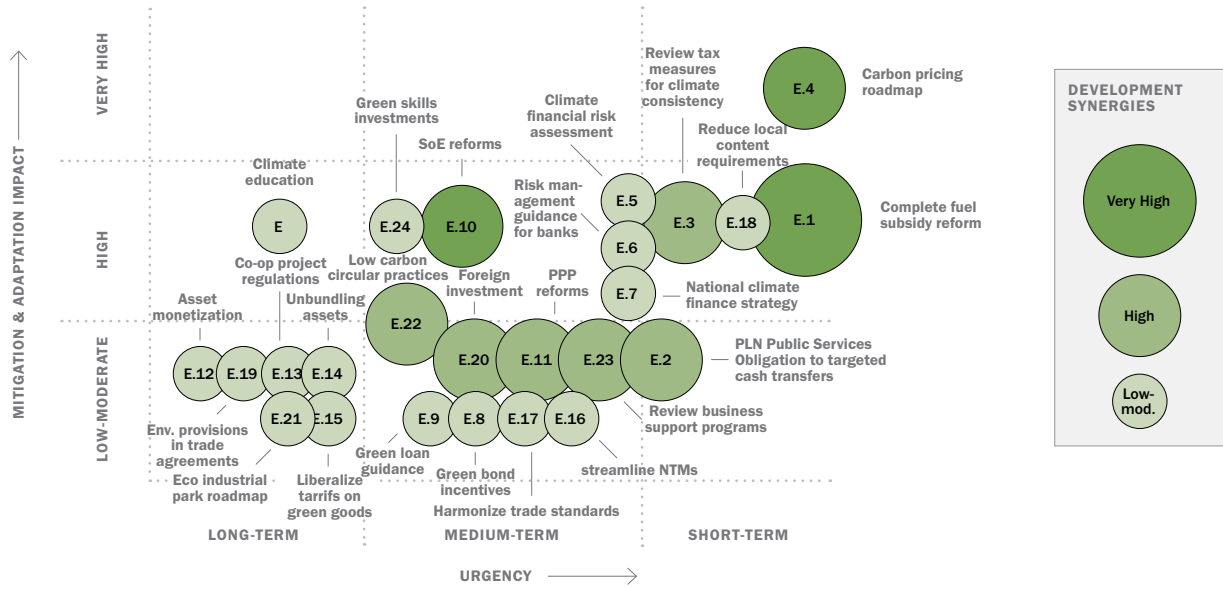 MITIGATION & ADAPTATION IMPACT
VERY HIGH
HIGH
LOW-MODERATE
Review tax
measures
for climate
consistency
E.4
Carbon pricing
roadmap
Green skills
investments
Climate
financial risk
assessment
SoE reforms
Reduce local
content
requirements
Climate
education
Risk man-
agement
guidance
for banks
E
E.24
E.10
E.5
E.6
E.7
E.3
E.18
E.1
Complete fuel
subsidy reform
Co-op project
regulations
Low carbon
circular practices
Foreign
investment
PPP
reforms
National climate
finance strategy
Asset
monetization
Unbundling
assets
E.22
E.12
E.19
E.13
E.14
E.20
E.11
E.23
E.2
PLN Public Services
Obligation to targeted
cash transfers
E.21
E.15
E.9
E.8
E.17
E.16
Review business
support programs
Env. provisions
in trade
agreements
Green loan
guidance
streamline NTMs
Eco industrial
park roadmap
Liberalize
tarrifs on
green goods
Green bond
incentives
Harmonize trade standards
LONG-TERM
MEDIUM-TERM
SHORT-TERM
URGENCY
DEVELOPMENT
SYNERGIES
Very High
High
Low-
mod.